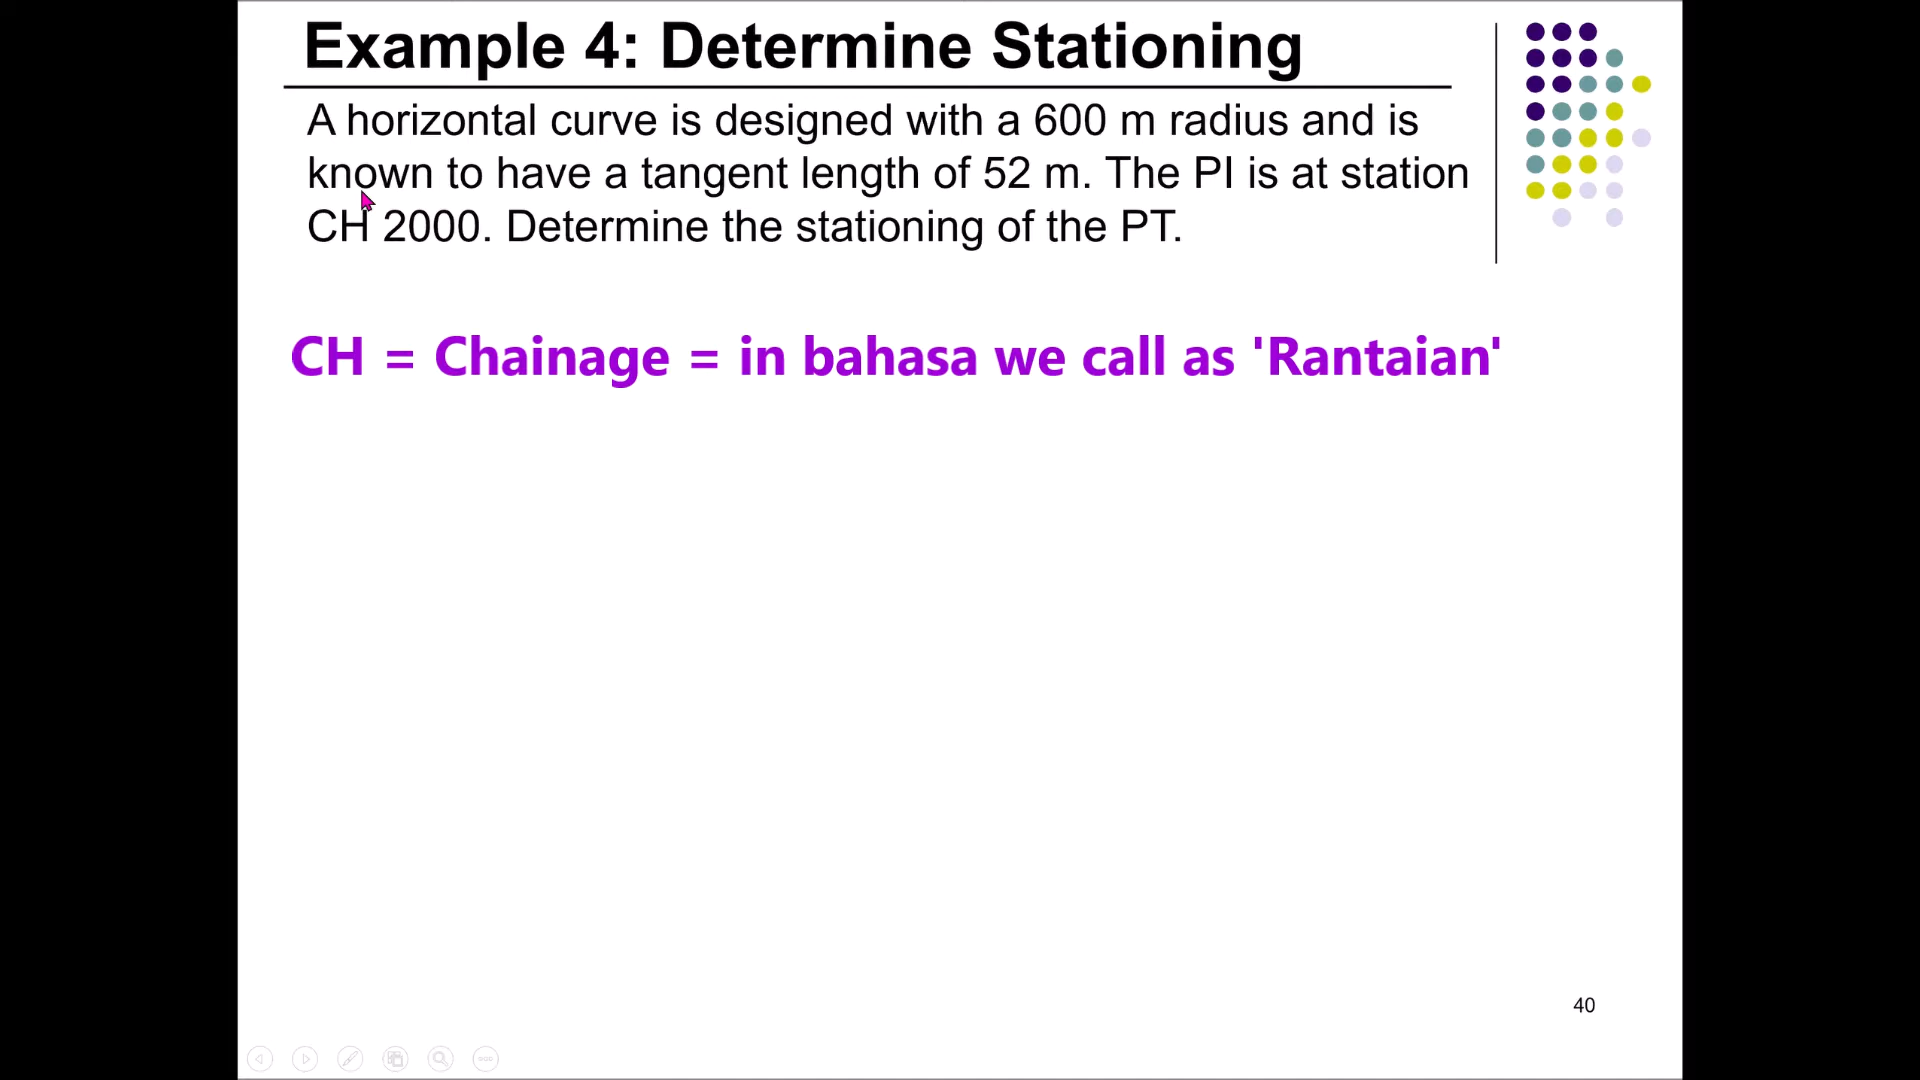 Example 4: Determine Stationing
A horizontal curve is designed with a 600 m radius and is
known to have a tangent length of 52 m. The PI is at station
CH 2000. Determine the stationing of the PT.
CH = Chainage = in bahasa we call as 'Rantaian'
40